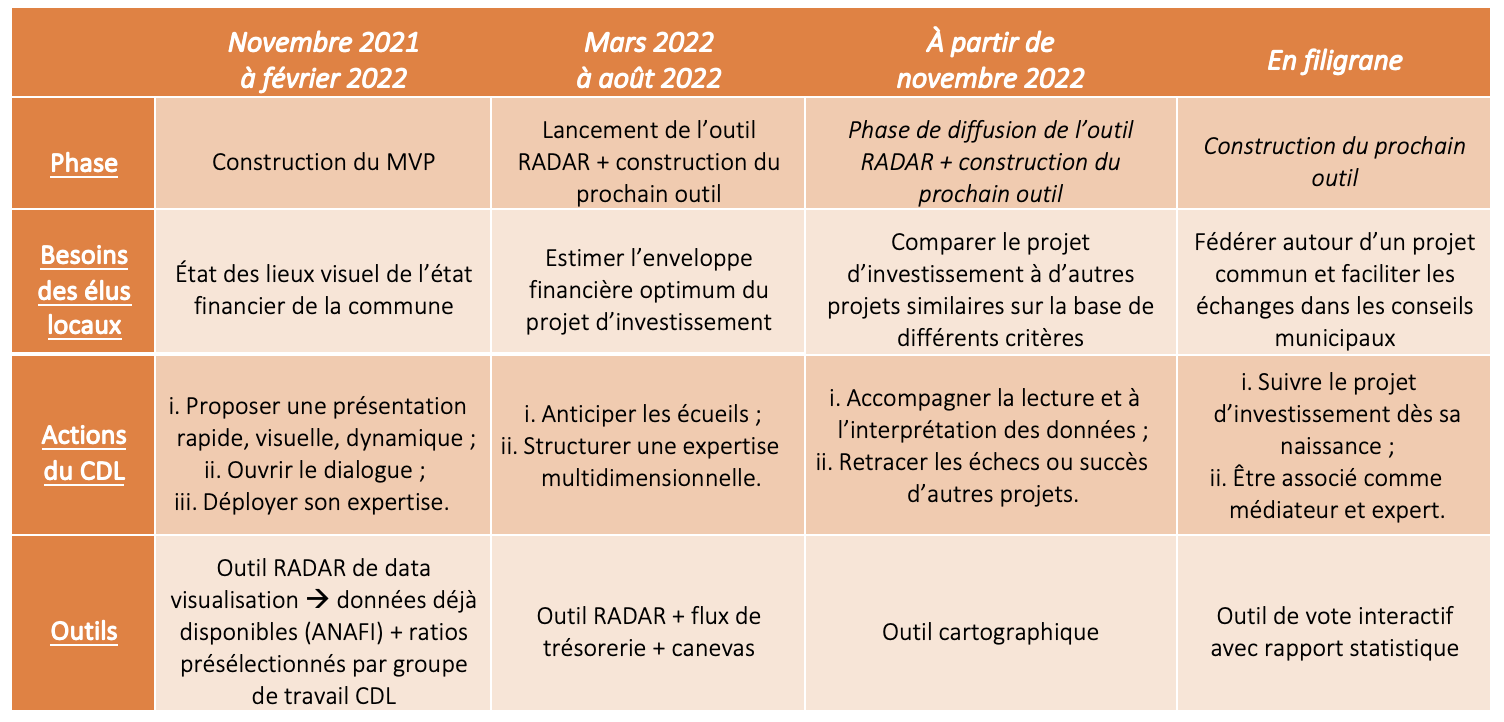 Novembre 2021
à février 2022
Mars 2022
à août 2022
À partir de
novembre 2022
En filigrane
Phase
Construction du MVP
Lancement de l’outil
RADAR + construction du
prochain outil
Phase de diffusion de l’outil
RADAR + construction du
prochain outil
Construction du prochain
outil
Besoins
des élus
locaux
État des lieux visuel de l’état
financier de la commune
Estimer l’enveloppe
financière optimum du
projet d’investissement
Comparer le projet
d’investissement à d’autres
projets similaires sur la base de
différents critères
Fédérer autour d’un projet
commun et faciliter les
échanges dans les conseils
municipaux
Actions
du CDL
i. Proposer une présentation
rapide, visuelle, dynamique ;
ii. Ouvrir le dialogue ;
iii. Déployer son expertise.
i. Anticiper les écueils ;
ii. Structurer une expertise
multidimensionnelle.
i. Accompagner la lecture et à
l’interprétation des données ;
ii. Retracer les échecs ou succès
d’autres projets.
i. Suivre le projet
d’investissement dès sa
naissance ;
ii. Être associé comme
médiateur et expert.
Outils
Outil RADAR de data
visualisation → données déjà
disponibles (ANAFI) + ratios
présélectionnés par groupe
de travail CDL
Outil RADAR + flux de
trésorerie + canevas
Outil cartographique
Outil de vote interactif
avec rapport statistique